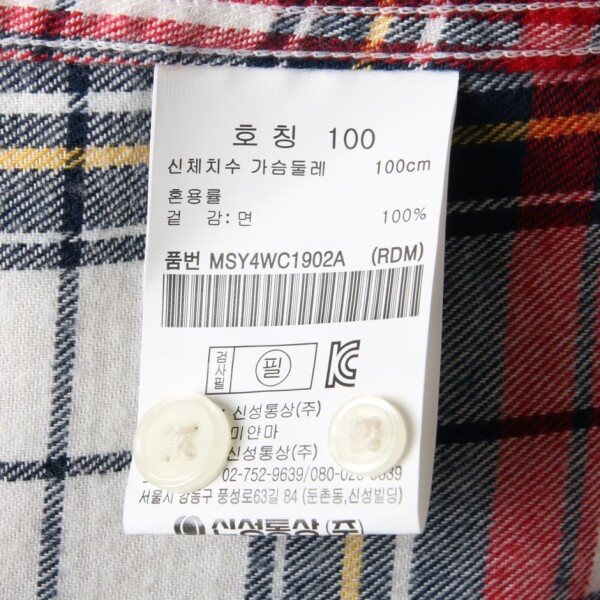 호 칭 100
신체치수 가슴둘레 100cm
혼용률
겉 감:면 100%
품번 MSY4WC1902A (RDM)
검사필 필
: 신성통상(주)
미얀마
신성통상(주)
02-752-9639/080-0
서울시 강동구 풍성로63길 84 (둔촌동,신성빌딩)
신성통상(주)